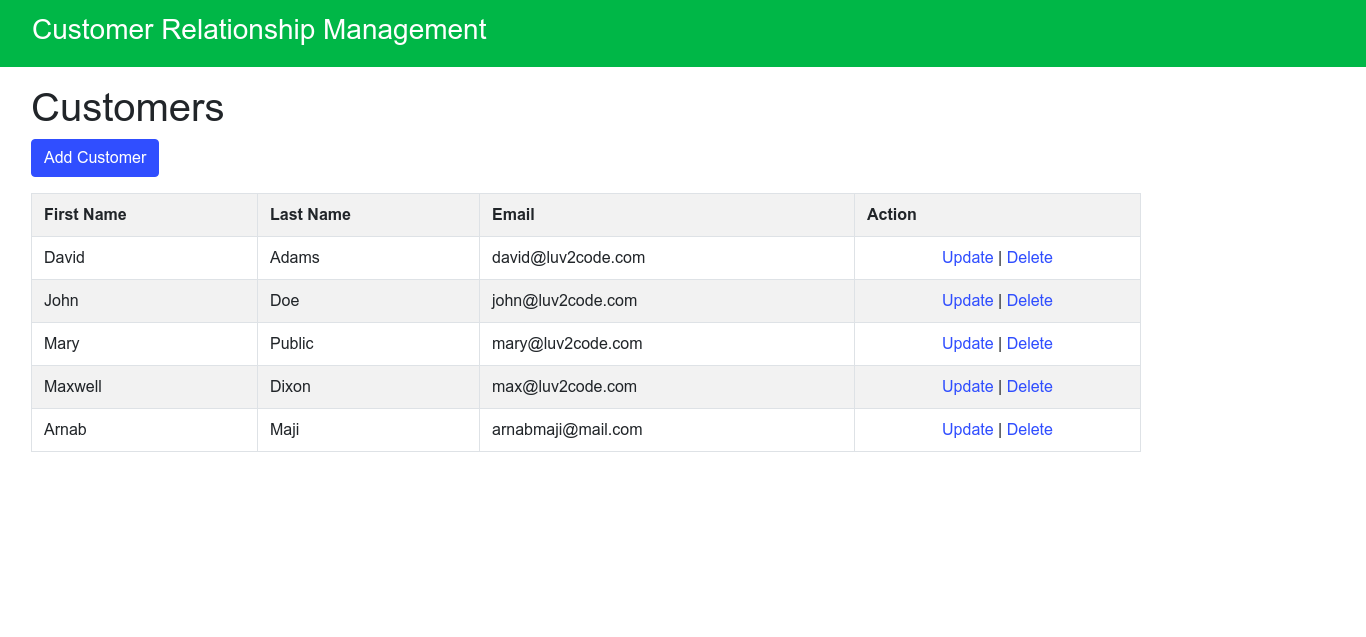 Customer Relationship Management
Customers
Add Customer
First Name Last Name Email Action
David Adams david@luv2code.com Update | Delete
John Doe john@luv2code.com Update | Delete
Mary Public mary@luv2code.com Update | Delete
Maxwell Dixon max@luv2code.com Update | Delete
Arnab Maji arnabmaji@mail.com Update | Delete